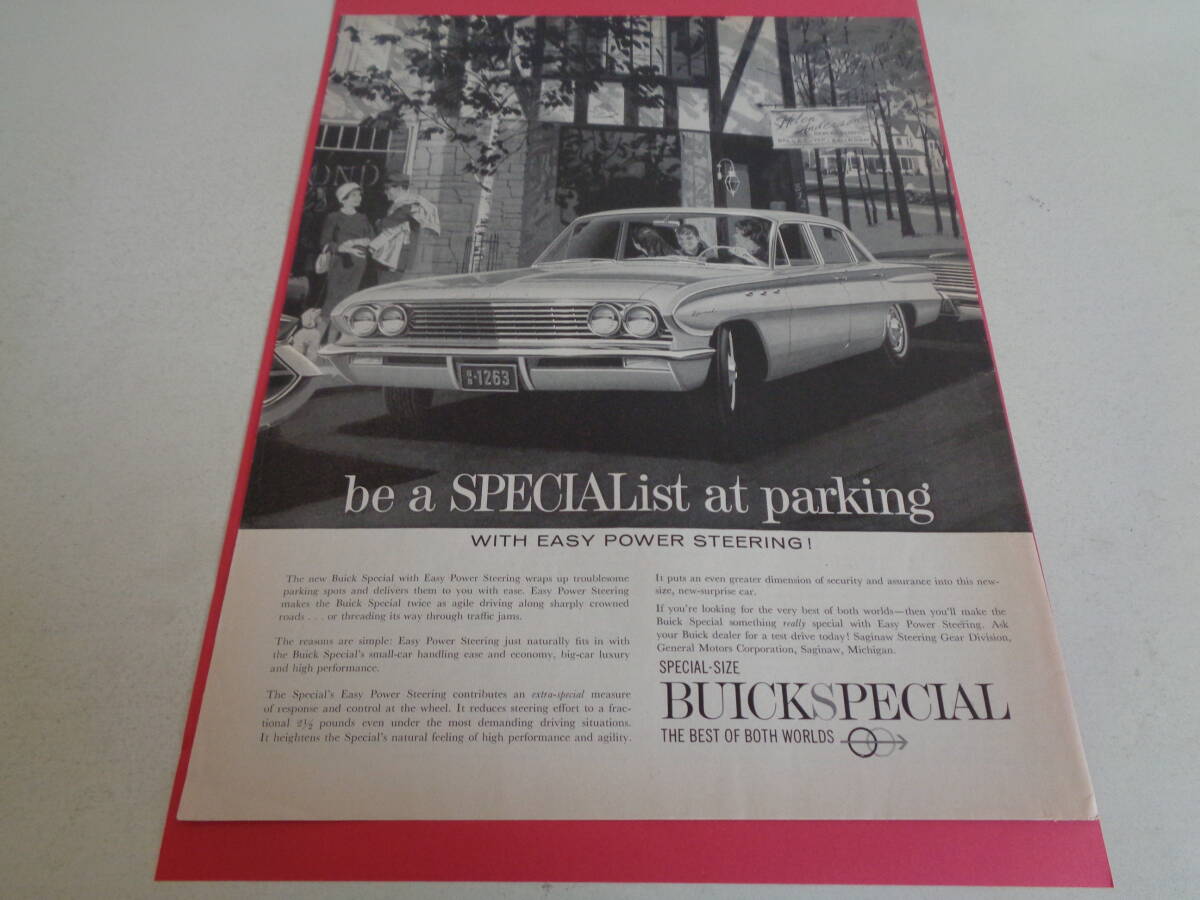 OND
Helen
Anderson
Special
1263
be a SPECIAList at parking
WITH EASY POWER STEERING!
The new Buick Special with Easy Power Steering wraps up troublesome
parking spots and delivers them to you with ease. Easy Power Steering
makes the Buick Special twice as agile driving along sharply crowned
roads . . . or threading its way through traffic jams.
The reasons are simple: Easy Power Steering just naturally fits in with
the Buick Special's small-car handling ease and economy, big-car luxury
and high performance.
The Special's Easy Power Steering contributes an extra-special measure
of response and control at the wheel. It reduces steering effort to a frac-
tional 2½ pounds even under the most demanding driving situations.
It heightens the Special's natural feeling of high performance and agility.
It puts an even greater dimension of security and assurance into this new-
size, new-surprise car.
If you're looking for the very best of both worlds—then you'll make the
Buick Special something really special with Easy Power Steering. Ask
your Buick dealer for a test drive today! Saginaw Steering Gear Division,
General Motors Corporation, Saginaw, Michigan.
SPECIAL-SIZE
BUICKSPECIAL
THE BEST OF BOTH WORLDS